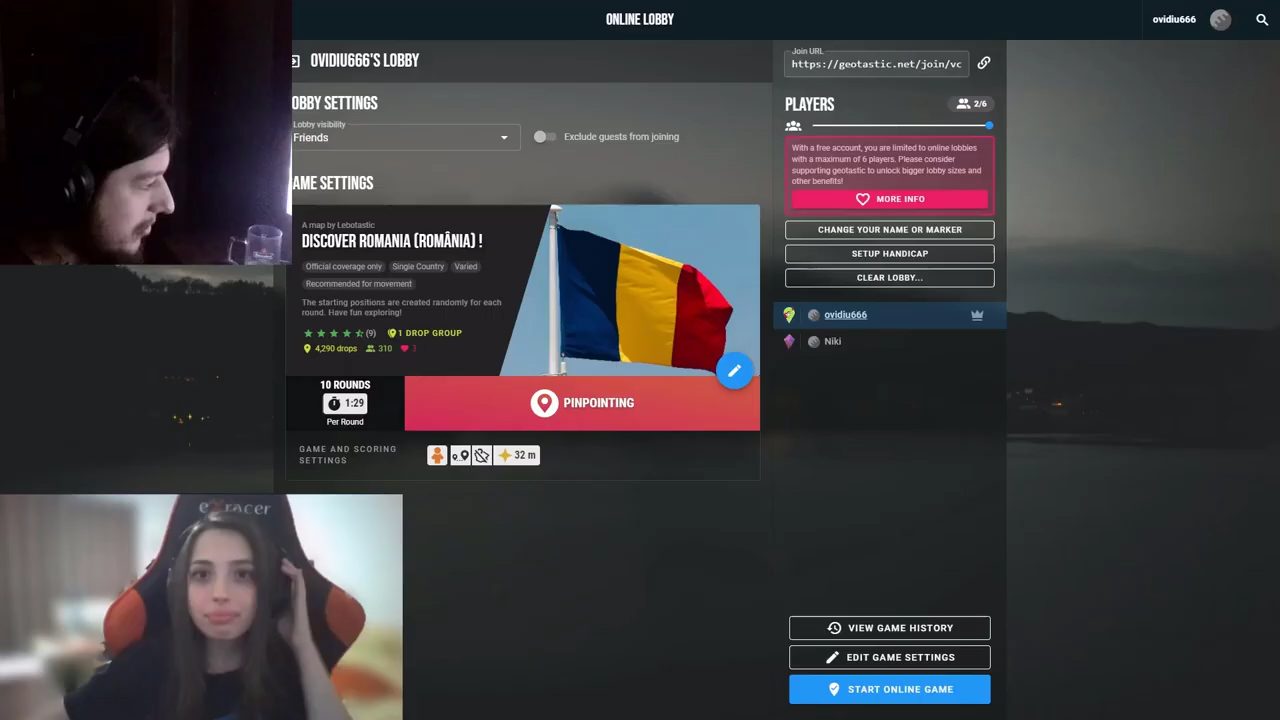 ONLINE LOBBY
ovidiu666
OVIDIU666'S LOBBY
OBBY SETTINGS
Lobby visibility
Friends
Exclude guests from joining
AME SETTINGS
A map by Lebotastic
DISCOVER ROMANIA (ROMÂNIA) !
Official coverage only
Single Country
Varied
Recommended for movement
The starting positions are created randomly for each
round. Have fun exploring!
(9)
1 DROP GROUP
4,290 drops
310
3
10 ROUNDS
1:29
Per Round
PINPOINTING
GAME AND SCORING
SETTINGS
32 m
Join URL
https://geotastic.net/join/vc
PLAYERS
2/6
With a free account, you are limited to online lobbies
with a maximum of 6 players. Please consider
supporting geotastic to unlock bigger lobby sizes and
other benefits!
MORE INFO
CHANGE YOUR NAME OR MARKER
SETUP HANDICAP
CLEAR LOBBY...
ovidiu666
Niki
VIEW GAME HISTORY
EDIT GAME SETTINGS
START ONLINE GAME